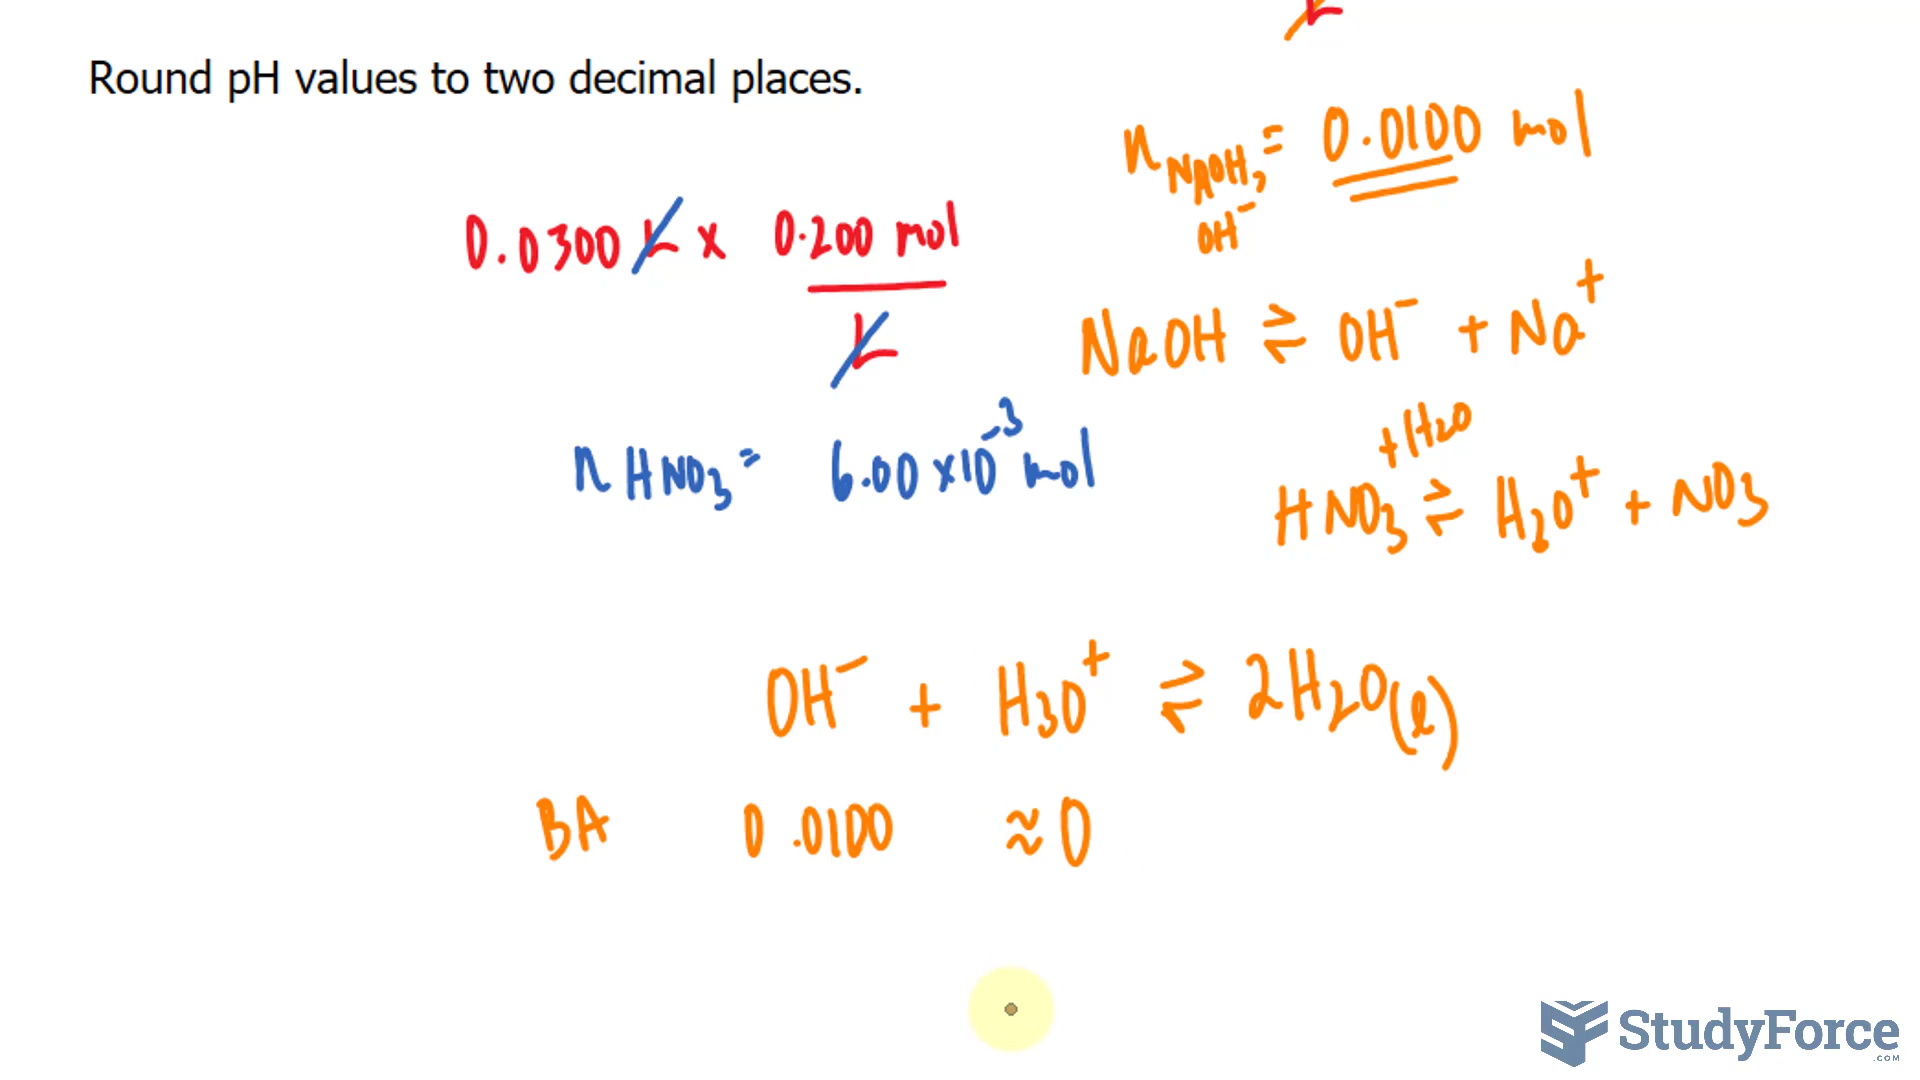 Round pH values to two decimal places.
n NaOH, OH⁻ = 0.0100 mol
0.0300 L x 0.200 mol
L
NaOH ⇌ OH⁻ + Na⁺
n HNO3 = 6.00 x 10⁻³ mol
+ H2O
HNO3 ⇌ H3O⁺ + NO3
OH⁻ + H3O⁺ ⇌ 2H2O(l)
BA 0.0100 ≈ 0
StudyForce
.COM